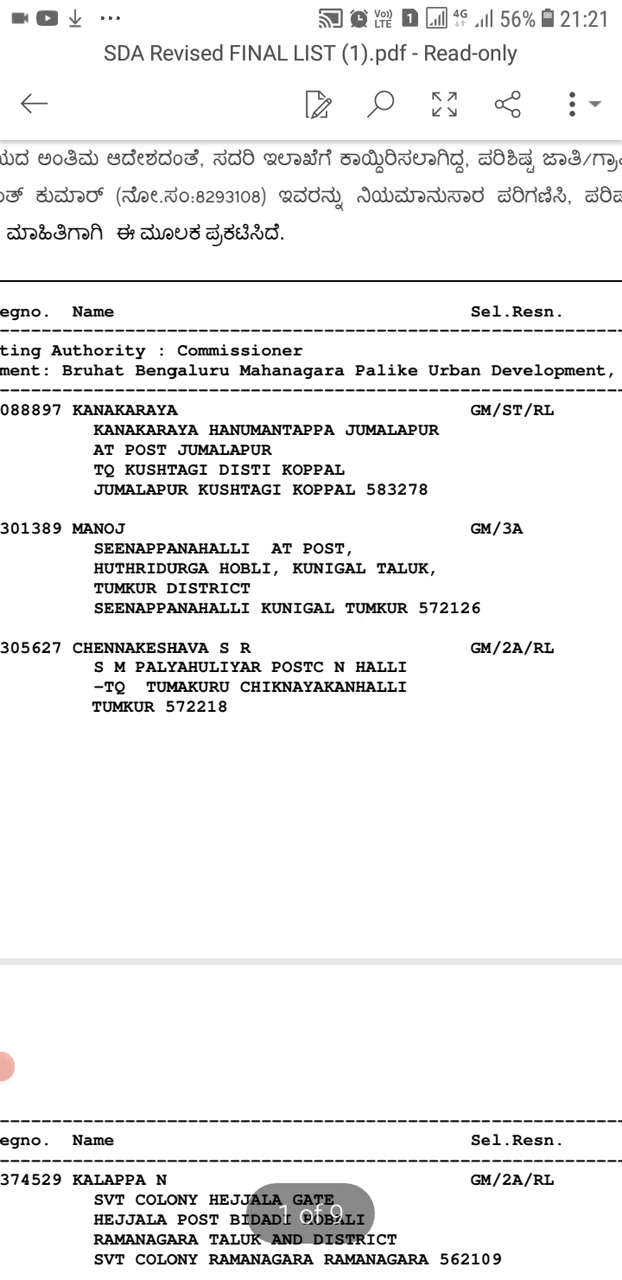 4G 56% 21:21
SDA Revised FINAL LIST (1).pdf - Read-only
ಯದ ಅಂತಿಮ ಆದೇಶದಂತೆ, ಸದರಿ ಇಲಾಖೆಗೆ ಕಾಯ್ದಿರಿಸಲಾಗಿದ್ದ, ಪರಿಶಿಷ್ಟ ಜಾತಿ/ಗ್ರಾ
ತ್ ಕುಮಾರ್ (ನೋ.ಸಂ:8293108) ಇವರನ್ನು ನಿಯಮಾನುಸಾರ ಪರಿಗಣಿಸಿ,
ಮಾಹಿತಿಗಾಗಿ ಈ ಮೂಲಕ ಪ್ರಕಟಿಸಿದೆ.
egno. Name Sel.Resn.
ting Authority : Commissioner
ment: Bruhat Bengaluru Mahanagara Palike Urban Development,
088897 KANAKARAYA GM/ST/RL
KANAKARAYA HANUMANTAPPA JUMALAPUR
AT POST JUMALAPUR
TQ KUSHTAGI DISTI KOPPAL
JUMALAPUR KUSHTAGI KOPPAL 583278
301389 MANOJ GM/3A
SEENAPPANAHALLI AT POST,
HUTHRIDURGA HOBLI, KUNIGAL TALUK,
TUMKUR DISTRICT
SEENAPPANAHALLI KUNIGAL TUMKUR 572126
305627 CHENNAKESHAVA S R GM/2A/RL
S M PALYAHULIYAR POSTC N HALLI
-TQ TUMAKURU CHIKNAYAKANHALLI
TUMKUR 572218
egno. Name Sel.Resn.
374529 KALAPPA N GM/2A/RL
SVT COLONY HEJJALA GATE
1 of 9
HEJJALA POST BIDADI HOBALI
RAMANAGARA TALUK AND DISTRICT
SVT COLONY RAMANAGARA RAMANAGARA 562109